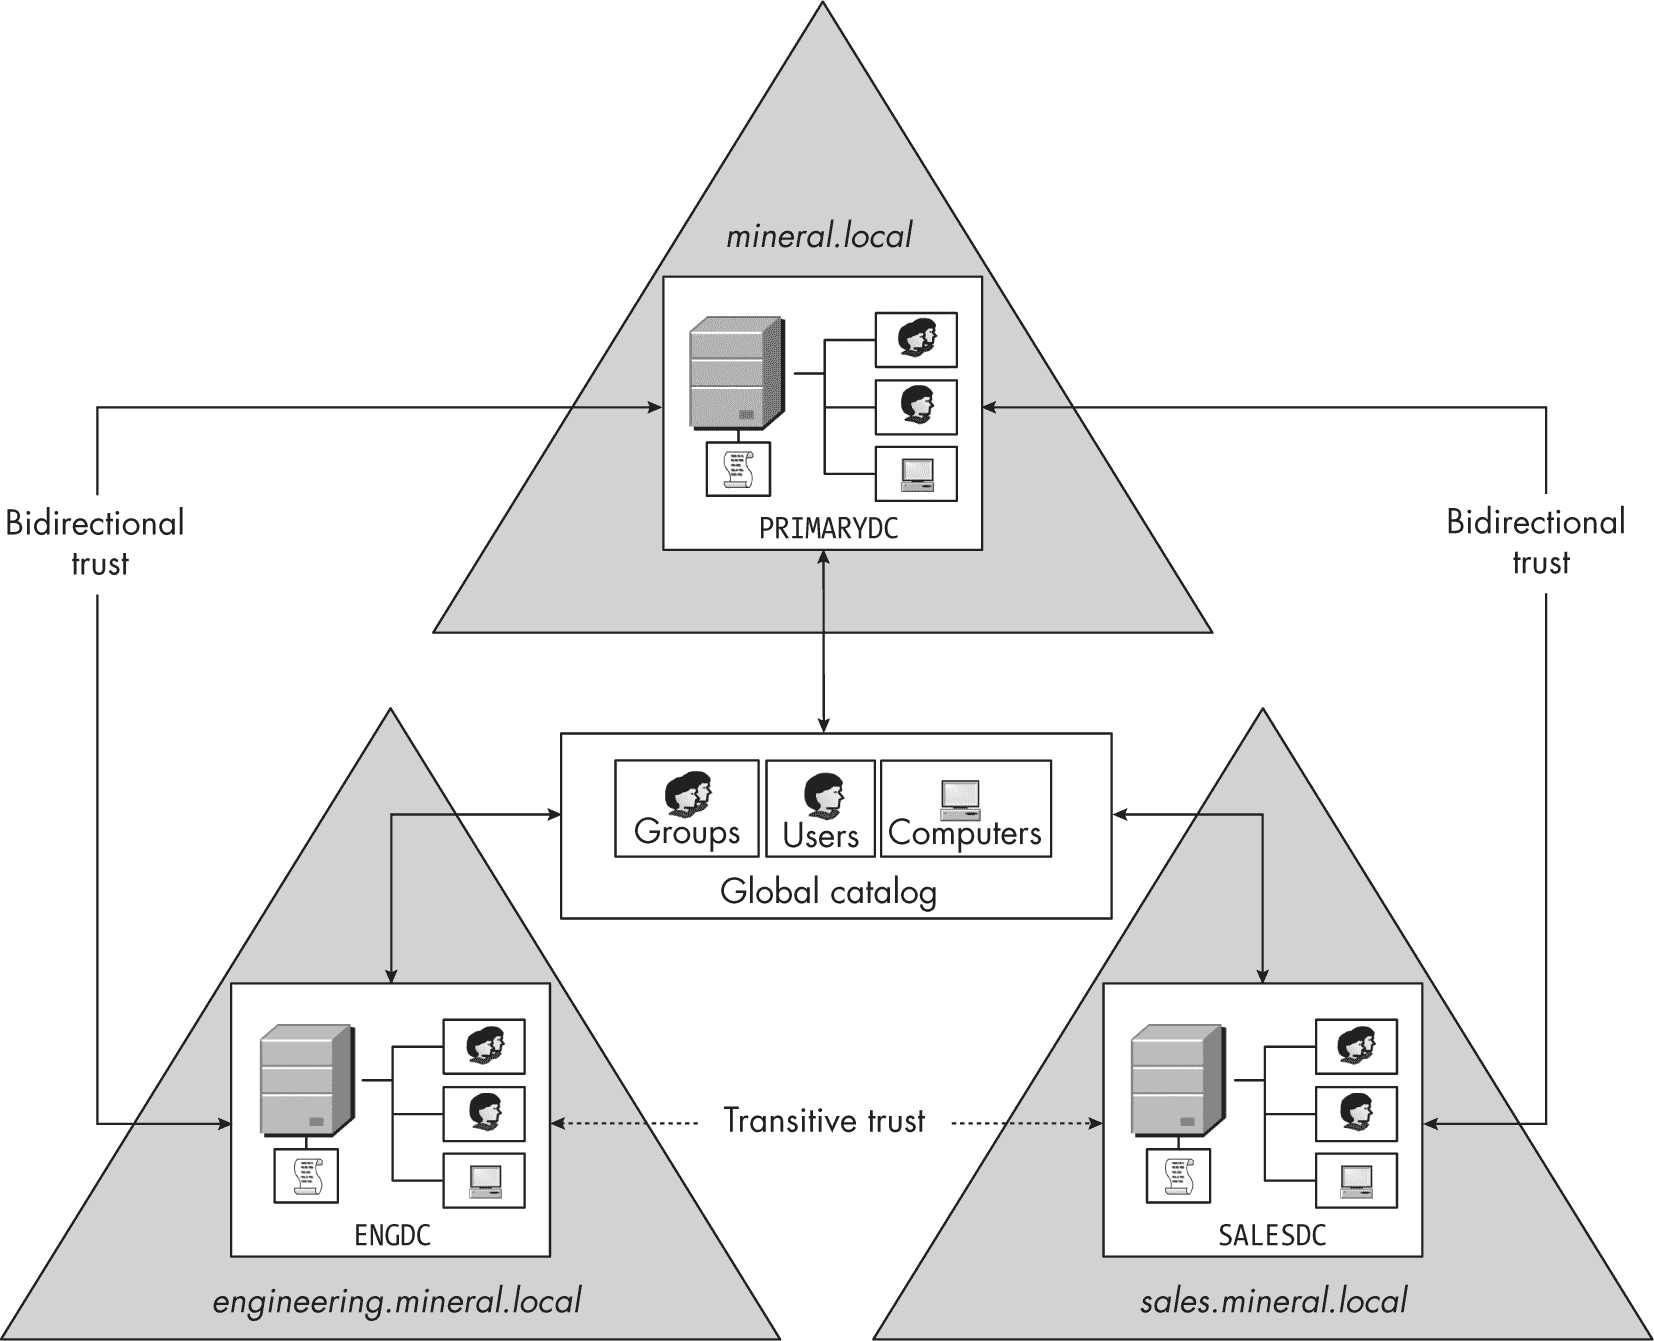 mineral.local
PRIMARYDC
Bidirectional
trust
Bidirectional
trust
Groups
Users
Computers
Global catalog
Transitive trust
ENGDC
SALESDC
engineering.mineral.local
sales.mineral.local